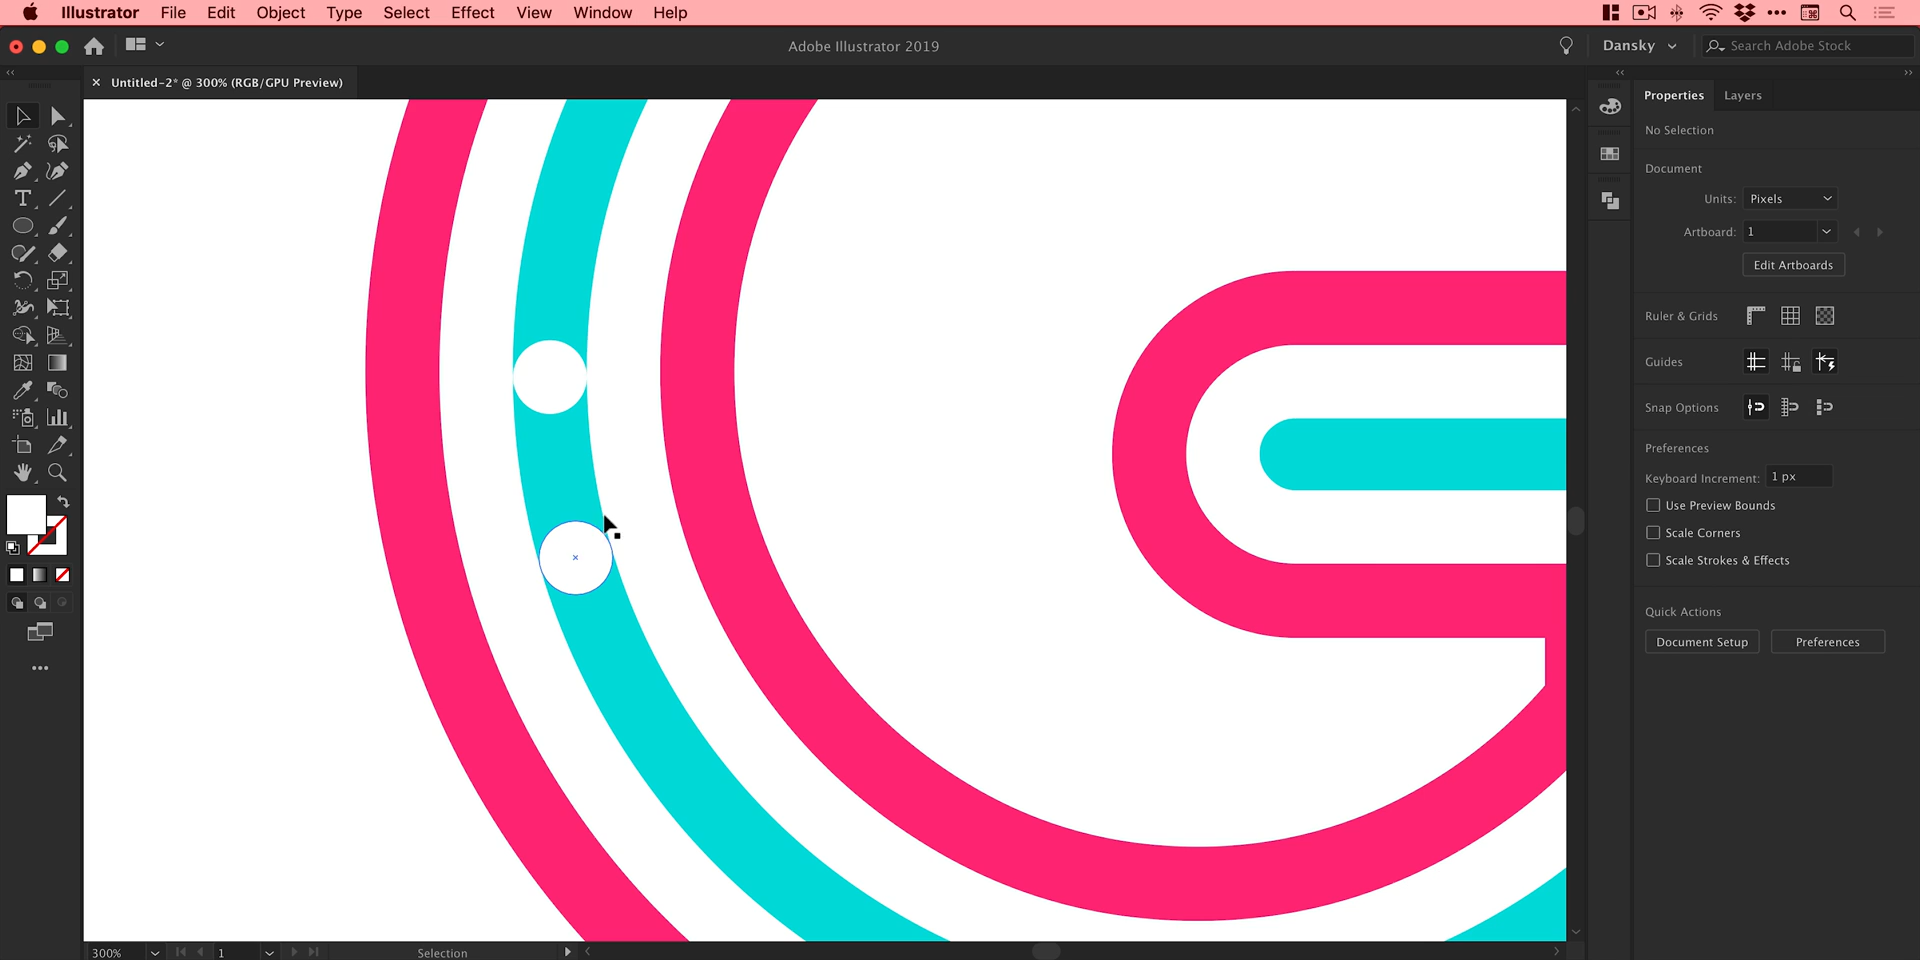 Illustrator File Edit Object Type Select Effect View Window Help
Adobe Illustrator 2019
Dansky
Search Adobe Stock
Untitled-2* @ 300% (RGB/GPU Preview)
Properties Layers
No Selection
Document
Units: Pixels
Artboard: 1
Edit Artboards
Ruler & Grids
Guides
Snap Options
Preferences
Keyboard Increment: 1 px
Use Preview Bounds
Scale Corners
Scale Strokes & Effects
Quick Actions
Document Setup Preferences
300% 1 Selection